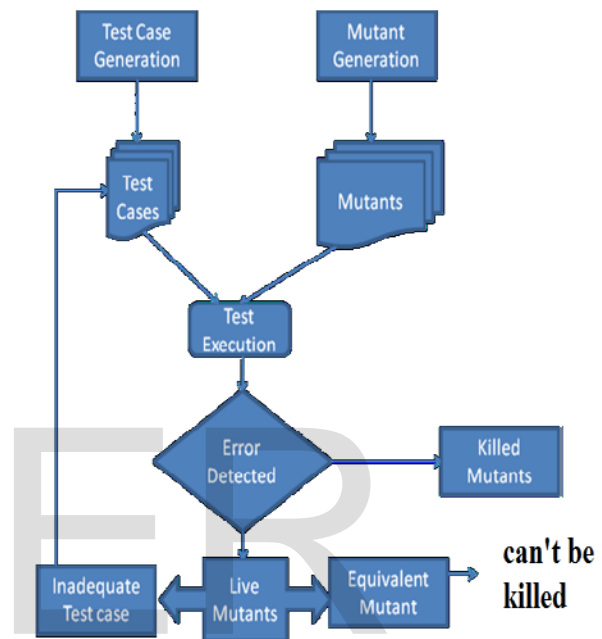 Test Case
Generation
Mutant
Generation
Test
Cases
Mutants
Test
Execution
Error
Detected
Killed
Mutants
can't be
killed
Inadequate
Test case
Live
Mutants
Equivalent
Mutant
ER